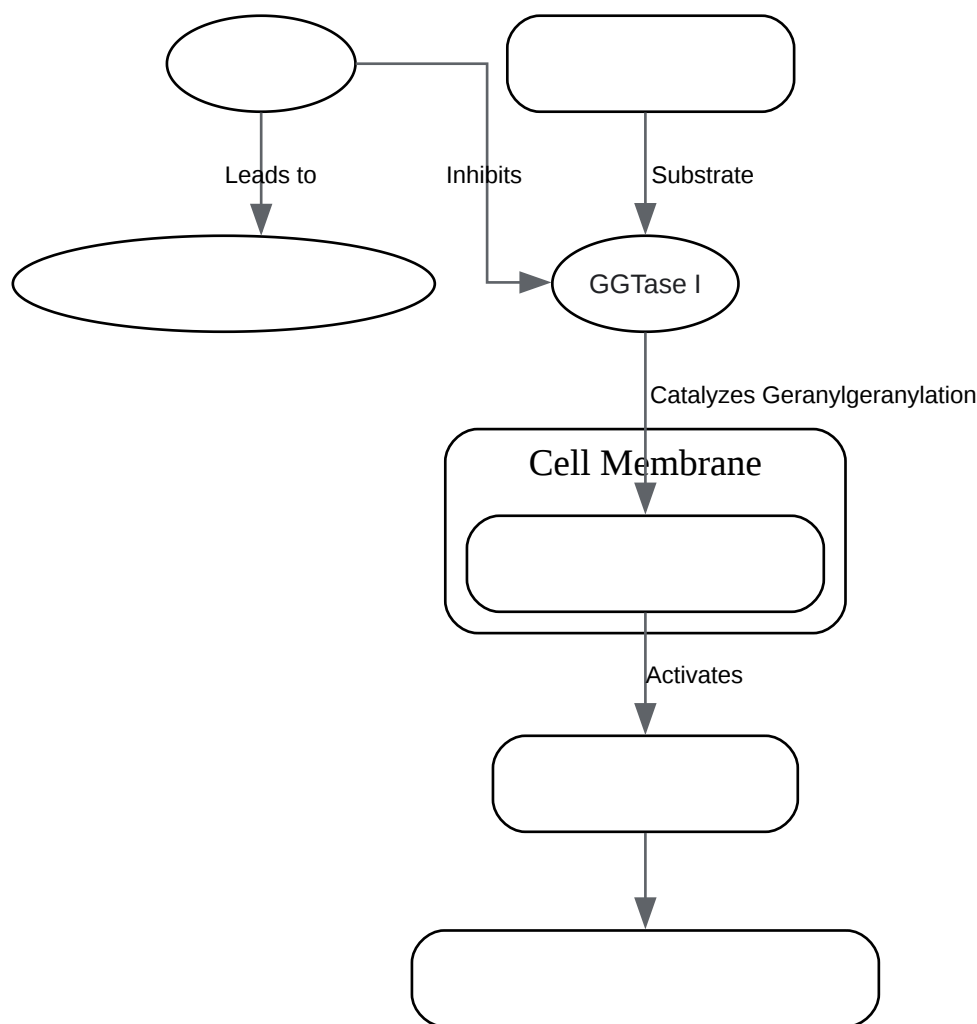 Leads to
Inhibits
Substrate
GGTase I
Catalyzes Geranylgeranylation
Cell Membrane
Activates